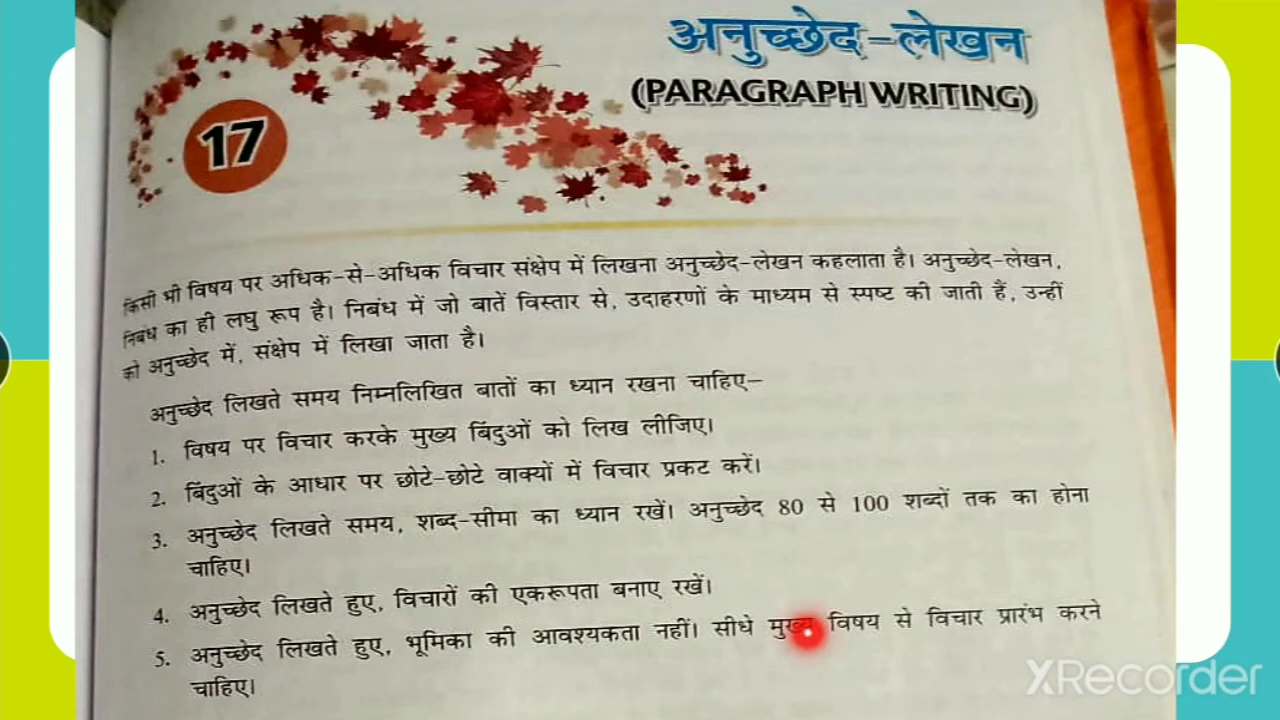 अनुच्छेद-लेखन
(PARAGRAPH WRITING)
17
किसी भी विषय पर अधिक-से-अधिक विचार संक्षेप में लिखना अनुच्छेद-लेखन कहलाता है। अनुच्छेद-लेखन,
निबंध का ही लघु रूप है। निबंध में जो बातें विस्तार से, उदाहरणों के माध्यम से स्पष्ट की जाती हैं, उन्हीं
को अनुच्छेद में, संक्षेप में लिखा जाता है।
अनुच्छेद लिखते समय निम्नलिखित बातों का ध्यान रखना चाहिए–
1. विषय पर विचार करके मुख्य बिंदुओं को लिख लीजिए।
2. बिंदुओं के आधार पर छोटे-छोटे वाक्यों में विचार प्रकट करें।
3. अनुच्छेद लिखते समय, शब्द-सीमा का ध्यान रखें। अनुच्छेद 80 से 100 शब्दों तक का होना
चाहिए।
4. अनुच्छेद लिखते हुए, विचारों की एकरूपता बनाए रखें।
5. अनुच्छेद लिखते हुए, भूमिका की आवश्यकता नहीं। सीधे मुख्य विषय से विचार प्रारंभ करने
चाहिए।
XRecorder